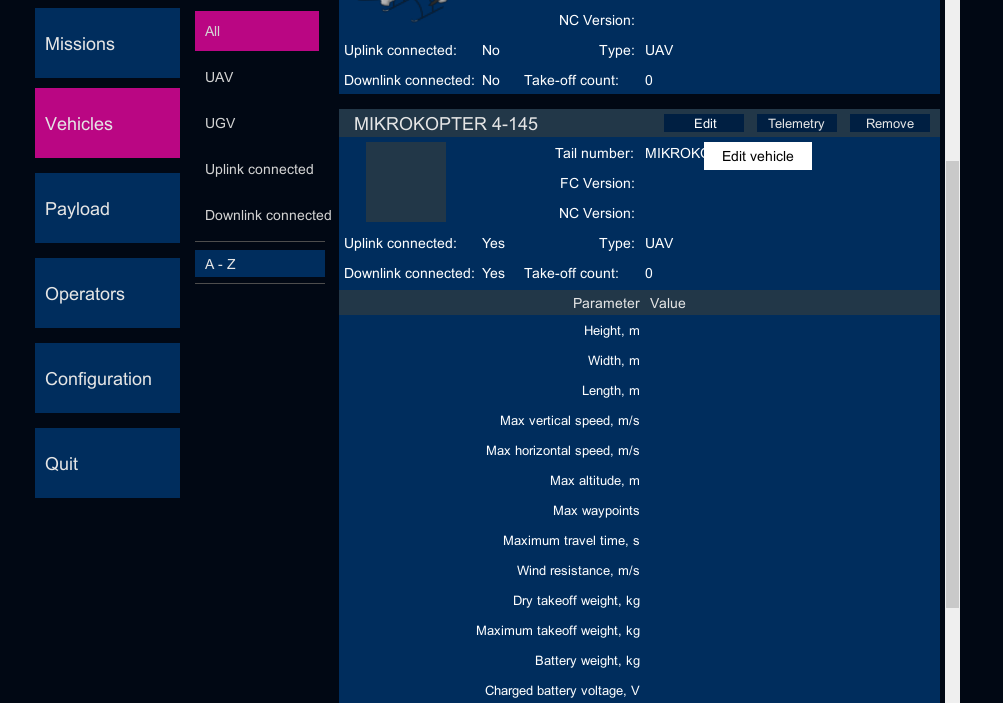 Missions
Vehicles
Payload
Operators
Configuration
Quit
All
UAV
UGV
Uplink connected
Downlink connected
A - Z
NC Version:
Uplink connected: No Type: UAV
Downlink connected: No Take-off count: 0
MIKROKOPTER 4-145 Edit Telemetry Remove
Edit vehicle
Tail number: MIKROK
FC Version:
NC Version:
Uplink connected: Yes Type: UAV
Downlink connected: Yes Take-off count: 0
Parameter Value
Height, m
Width, m
Length, m
Max vertical speed, m/s
Max horizontal speed, m/s
Max altitude, m
Max waypoints
Maximum travel time, s
Wind resistance, m/s
Dry takeoff weight, kg
Maximum takeoff weight, kg
Battery weight, kg
Charged battery voltage, V